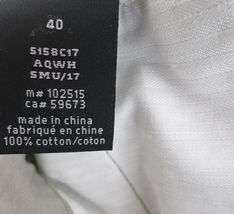 40
S158C17
AQWH
SMU/17
m# 102515
ca# 59673
made in china
fabriqué en chine
100% cotton/coton